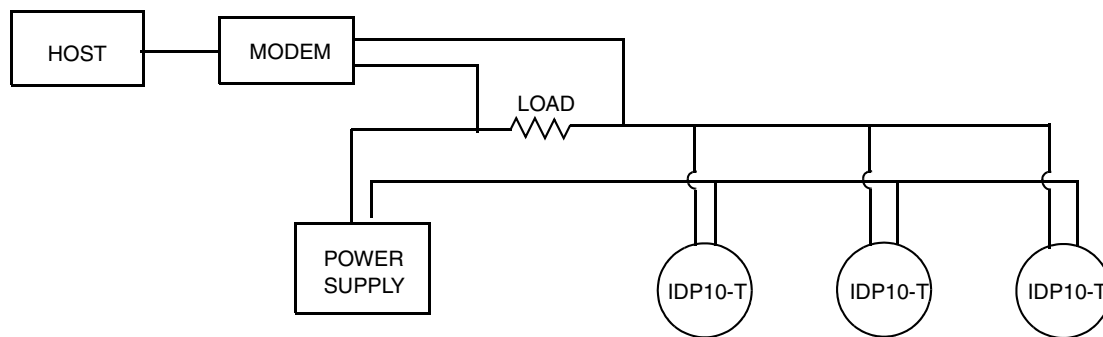 HOST
MODEM
LOAD
POWER
SUPPLY
IDP10-T
IDP10-T
IDP10-T